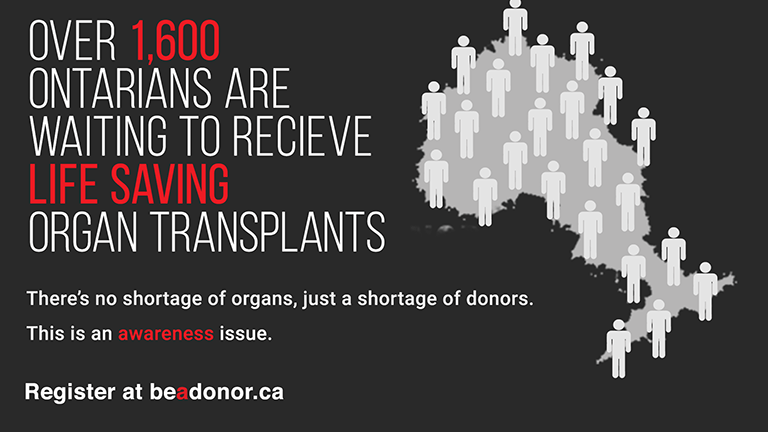 OVER 1,600
ONTARIANS ARE
WAITING TO RECIEVE
LIFE SAVING
ORGAN TRANSPLANTS
There's no shortage of organs, just a shortage of donors.
This is an awareness issue.
Register at beadonor.ca